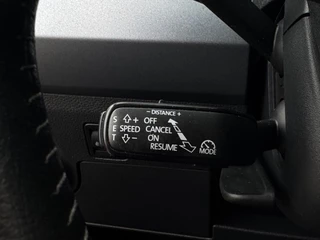 - DISTANCE +
S + OFF
E SPEED CANCEL
T - ON
RESUME
MODE